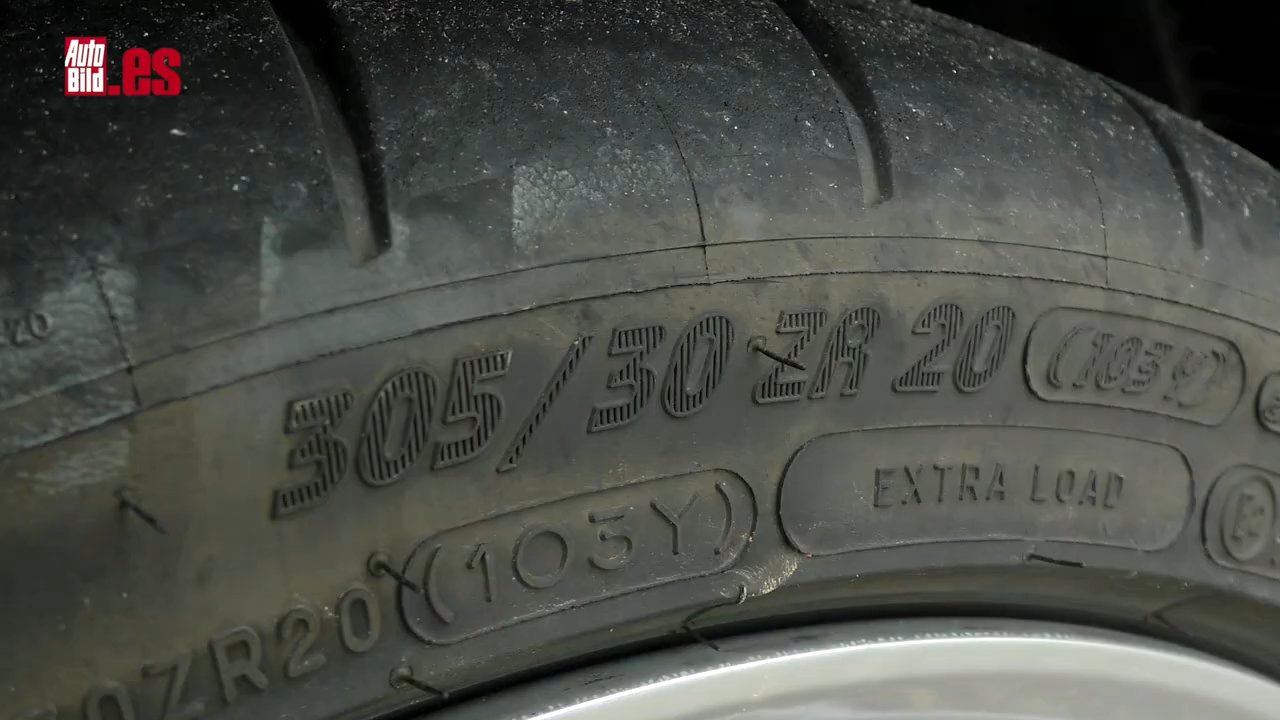 Auto
Bild.es
305/30 ZR 20 (103Y)
EXTRA LOAD
ZR20 (103Y)